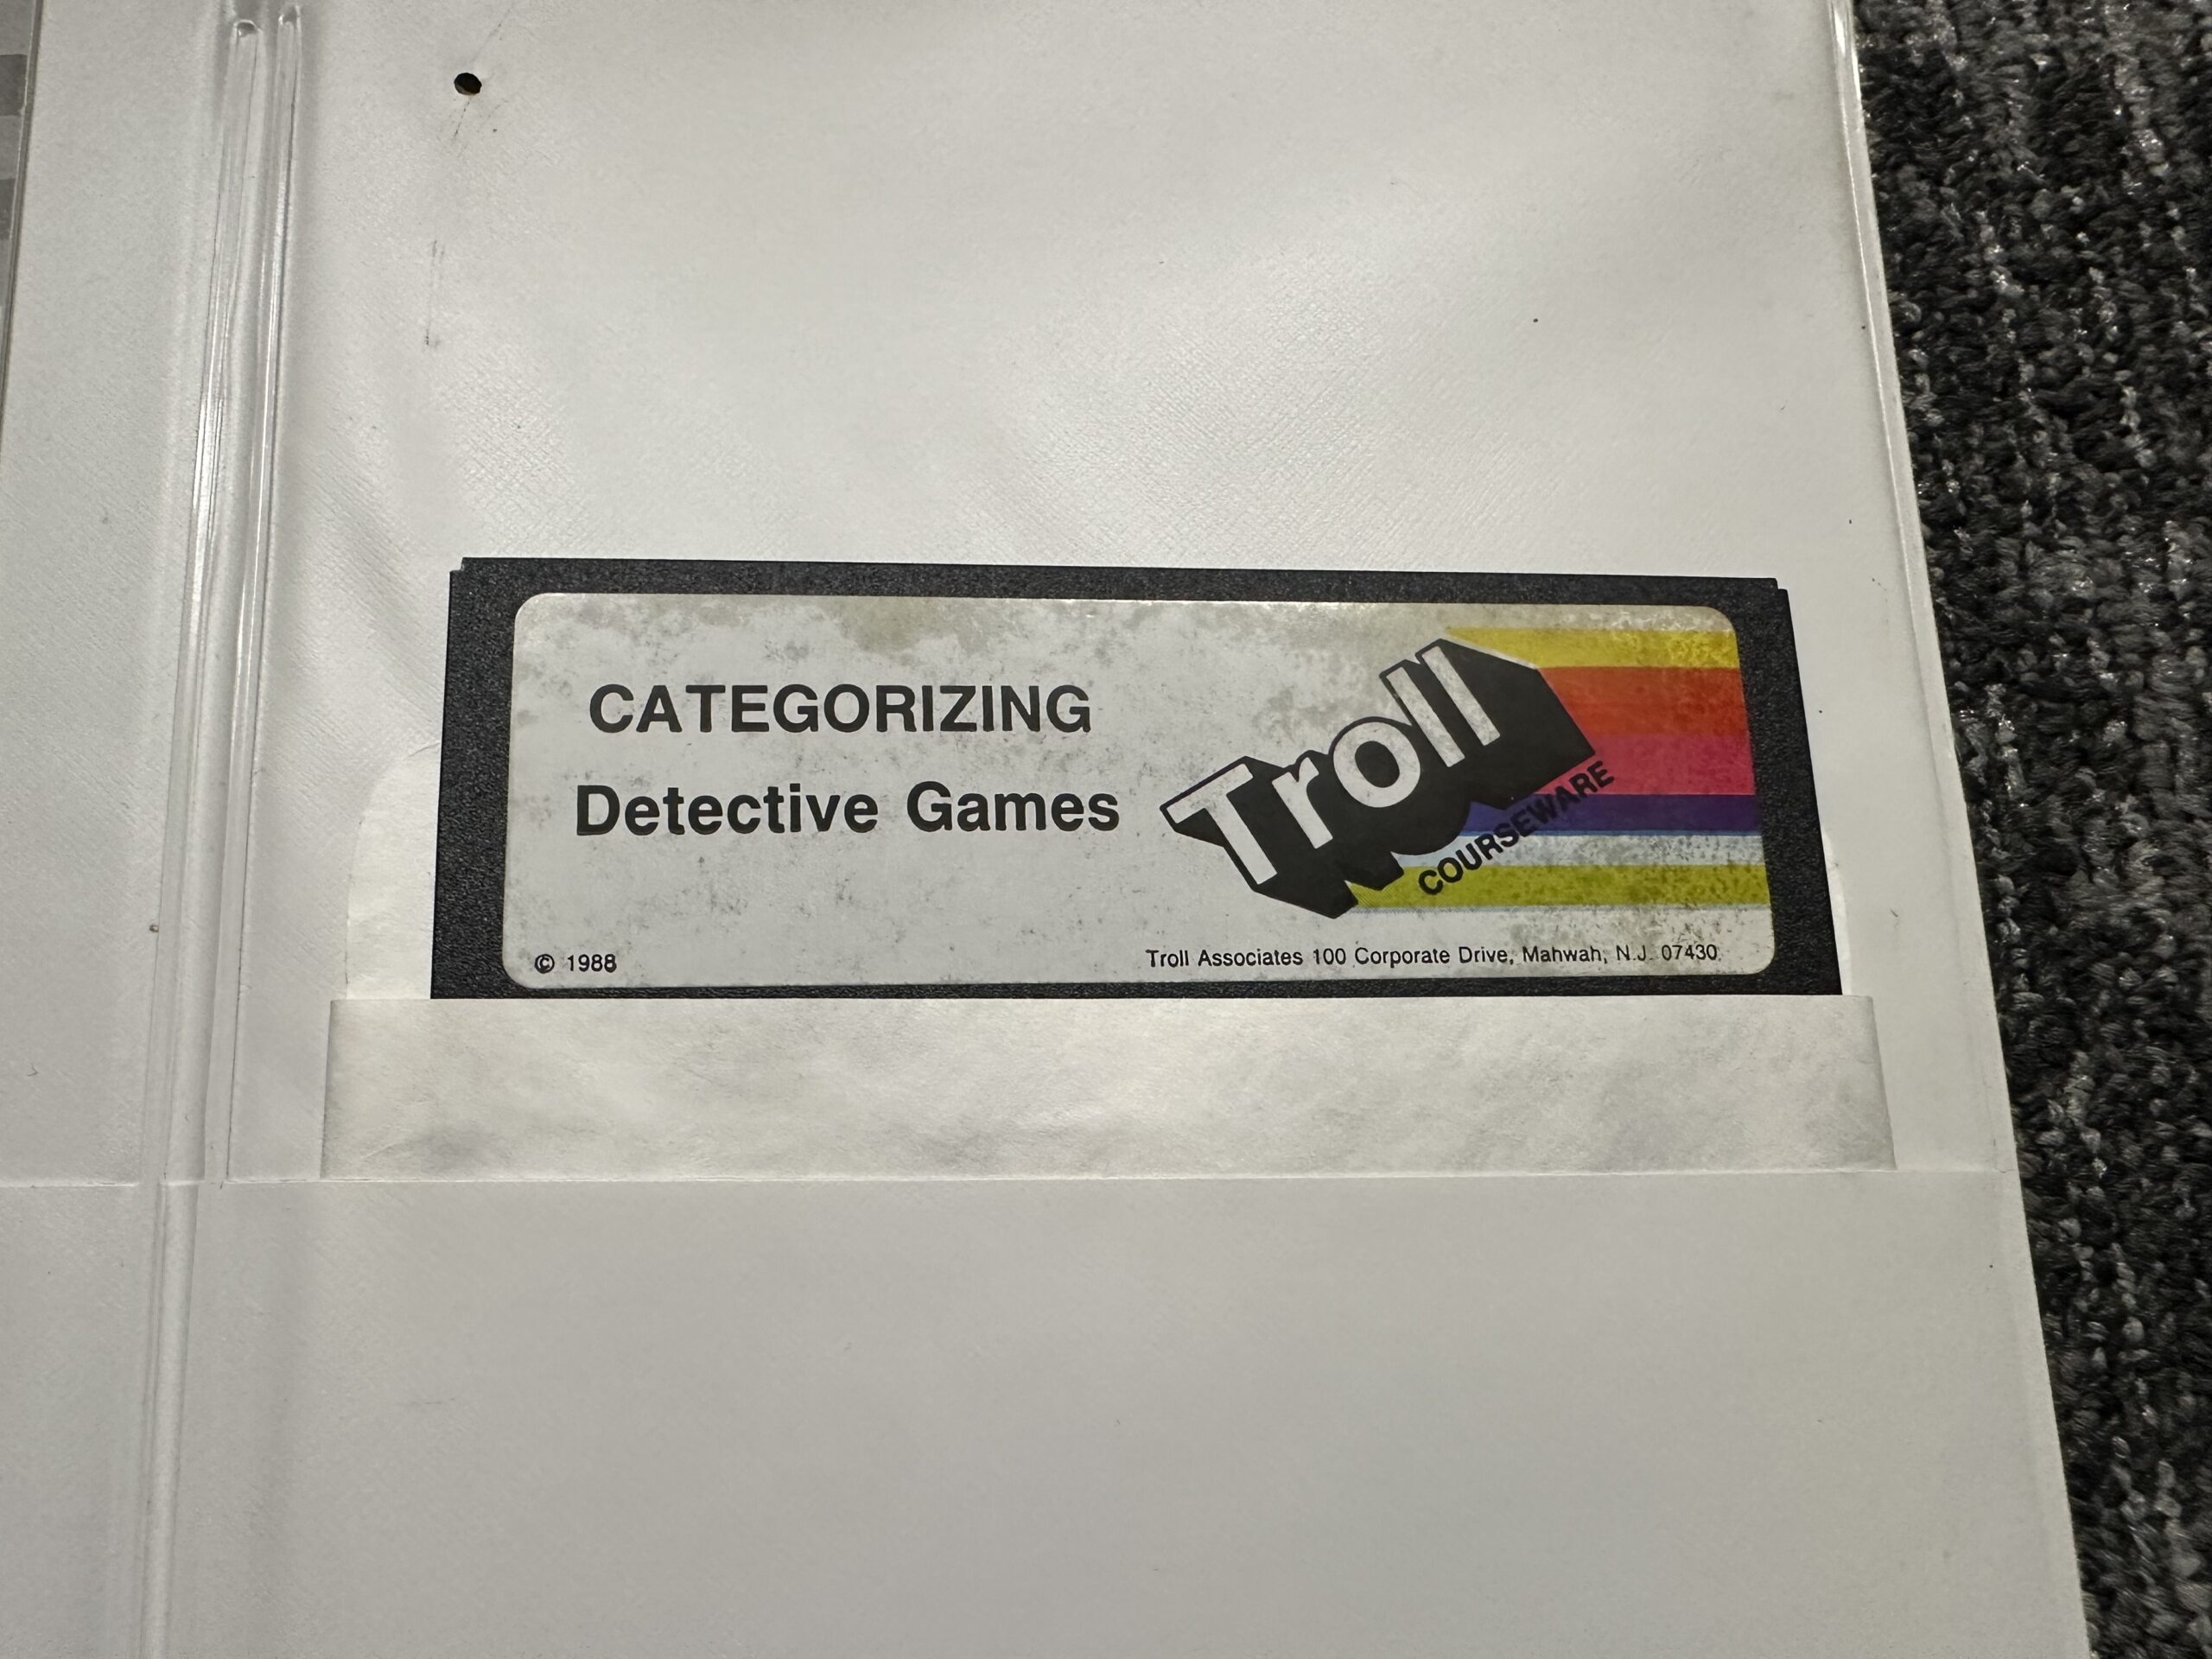 CATEGORIZING
Detective Games
Troll
COURSEWARE
© 1988
Troll Associates 100 Corporate Drive, Mahwah, N.J. 07430